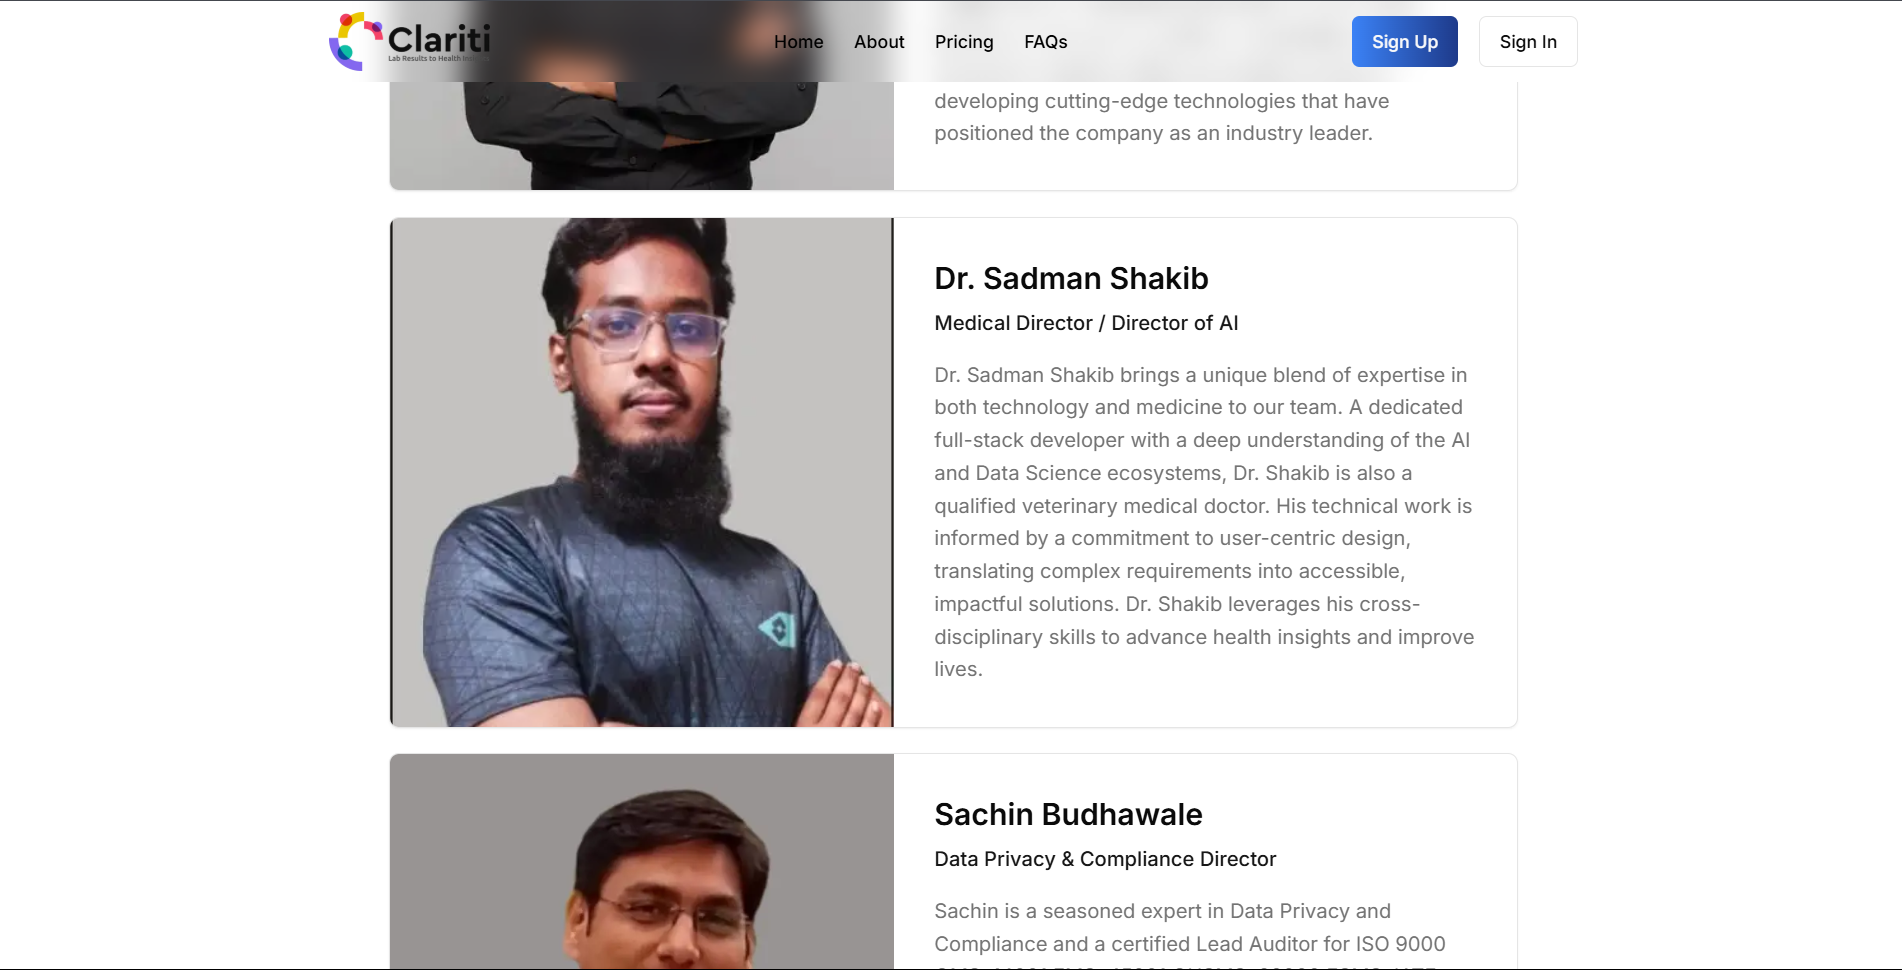 Clariti
Lab Results to Health
Home
About
Pricing
FAQs
Sign Up
Sign In
developing cutting-edge technologies that have
positioned the company as an industry leader.
Dr. Sadman Shakib
Medical Director / Director of AI
Dr. Sadman Shakib brings a unique blend of expertise in
both technology and medicine to our team. A dedicated
full-stack developer with a deep understanding of the AI
and Data Science ecosystems, Dr. Shakib is also a
qualified veterinary medical doctor. His technical work is
informed by a commitment to user-centric design,
translating complex requirements into accessible,
impactful solutions. Dr. Shakib leverages his cross-
disciplinary skills to advance health insights and improve
lives.
Sachin Budhawale
Data Privacy & Compliance Director
Sachin is a seasoned expert in Data Privacy and
Compliance and a certified Lead Auditor for ISO 9000